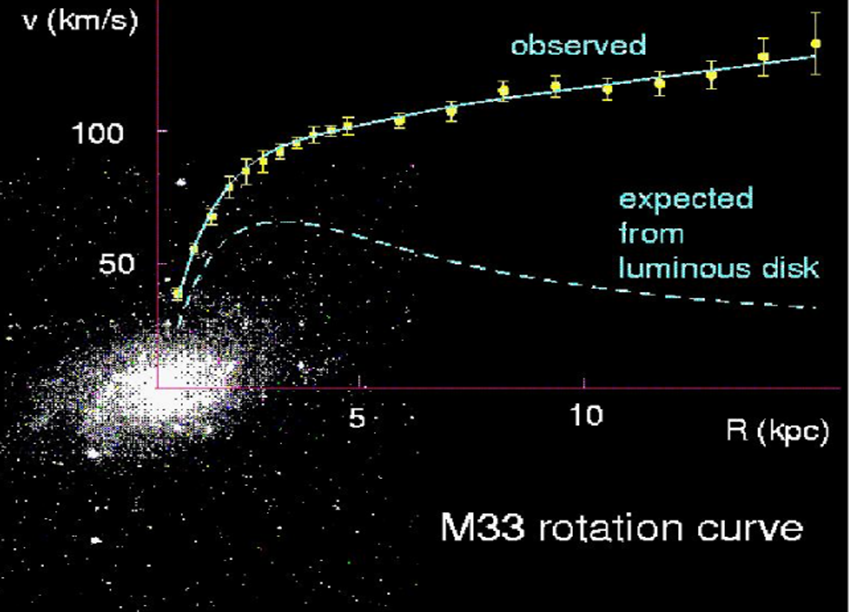 v (km/s)
observed
100
expected
from
luminous disk
50
5
10
R (kpc)
M33 rotation curve